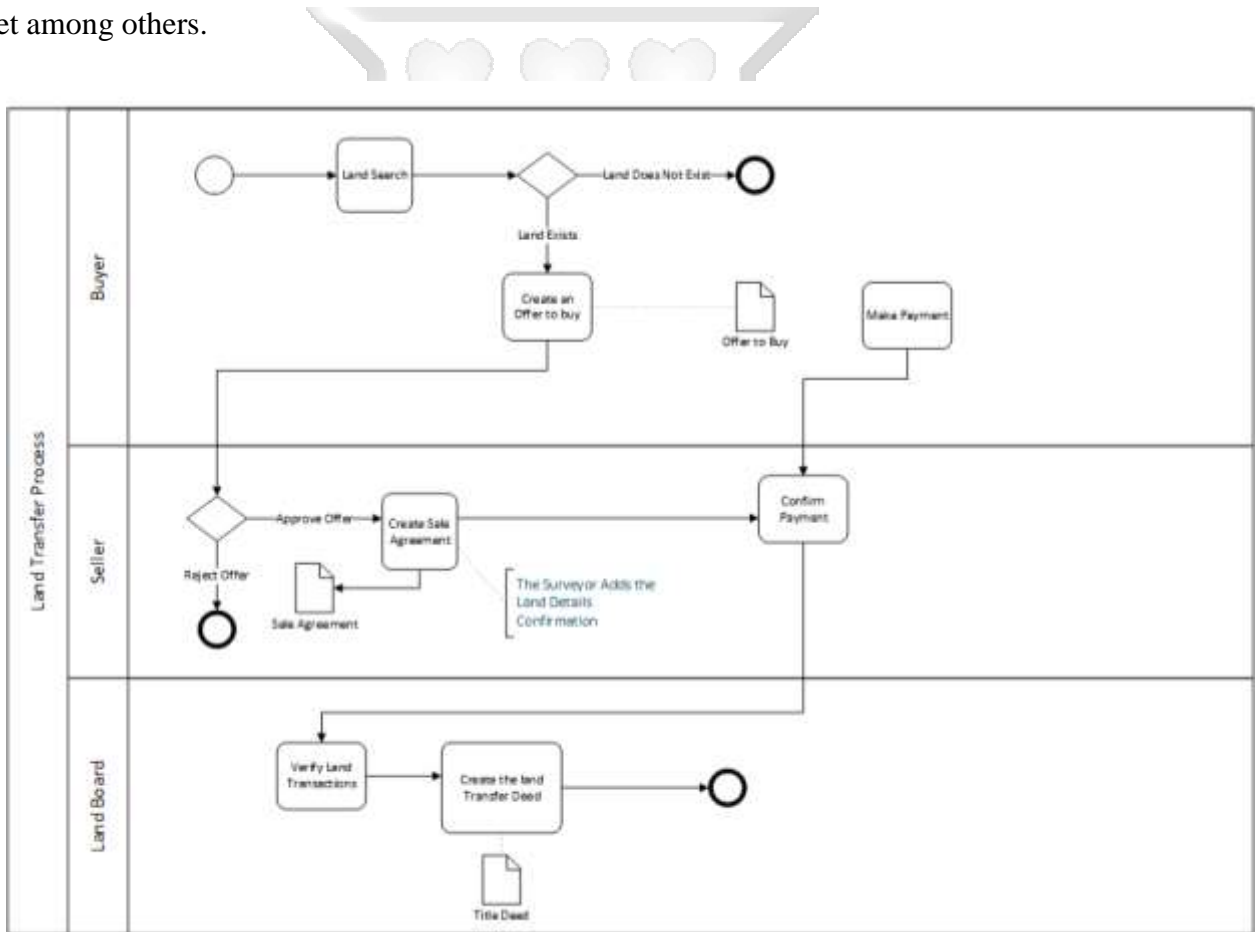 et among others.
Land Transfer Process
Buyer
Land Search
Land Does Not Exist
Land Exists
Create an
Offer to buy
Offer to Buy
Make Payment
Seller
Approve Offer
Create Sale
Agreement
Confirm
Payment
Reject Offer
Sale Agreement
The Surveyor Adds the
Land Details
Confirmation
Land Board
Verify Land
Transactions
Create the land
Transfer Deed
Title Deed